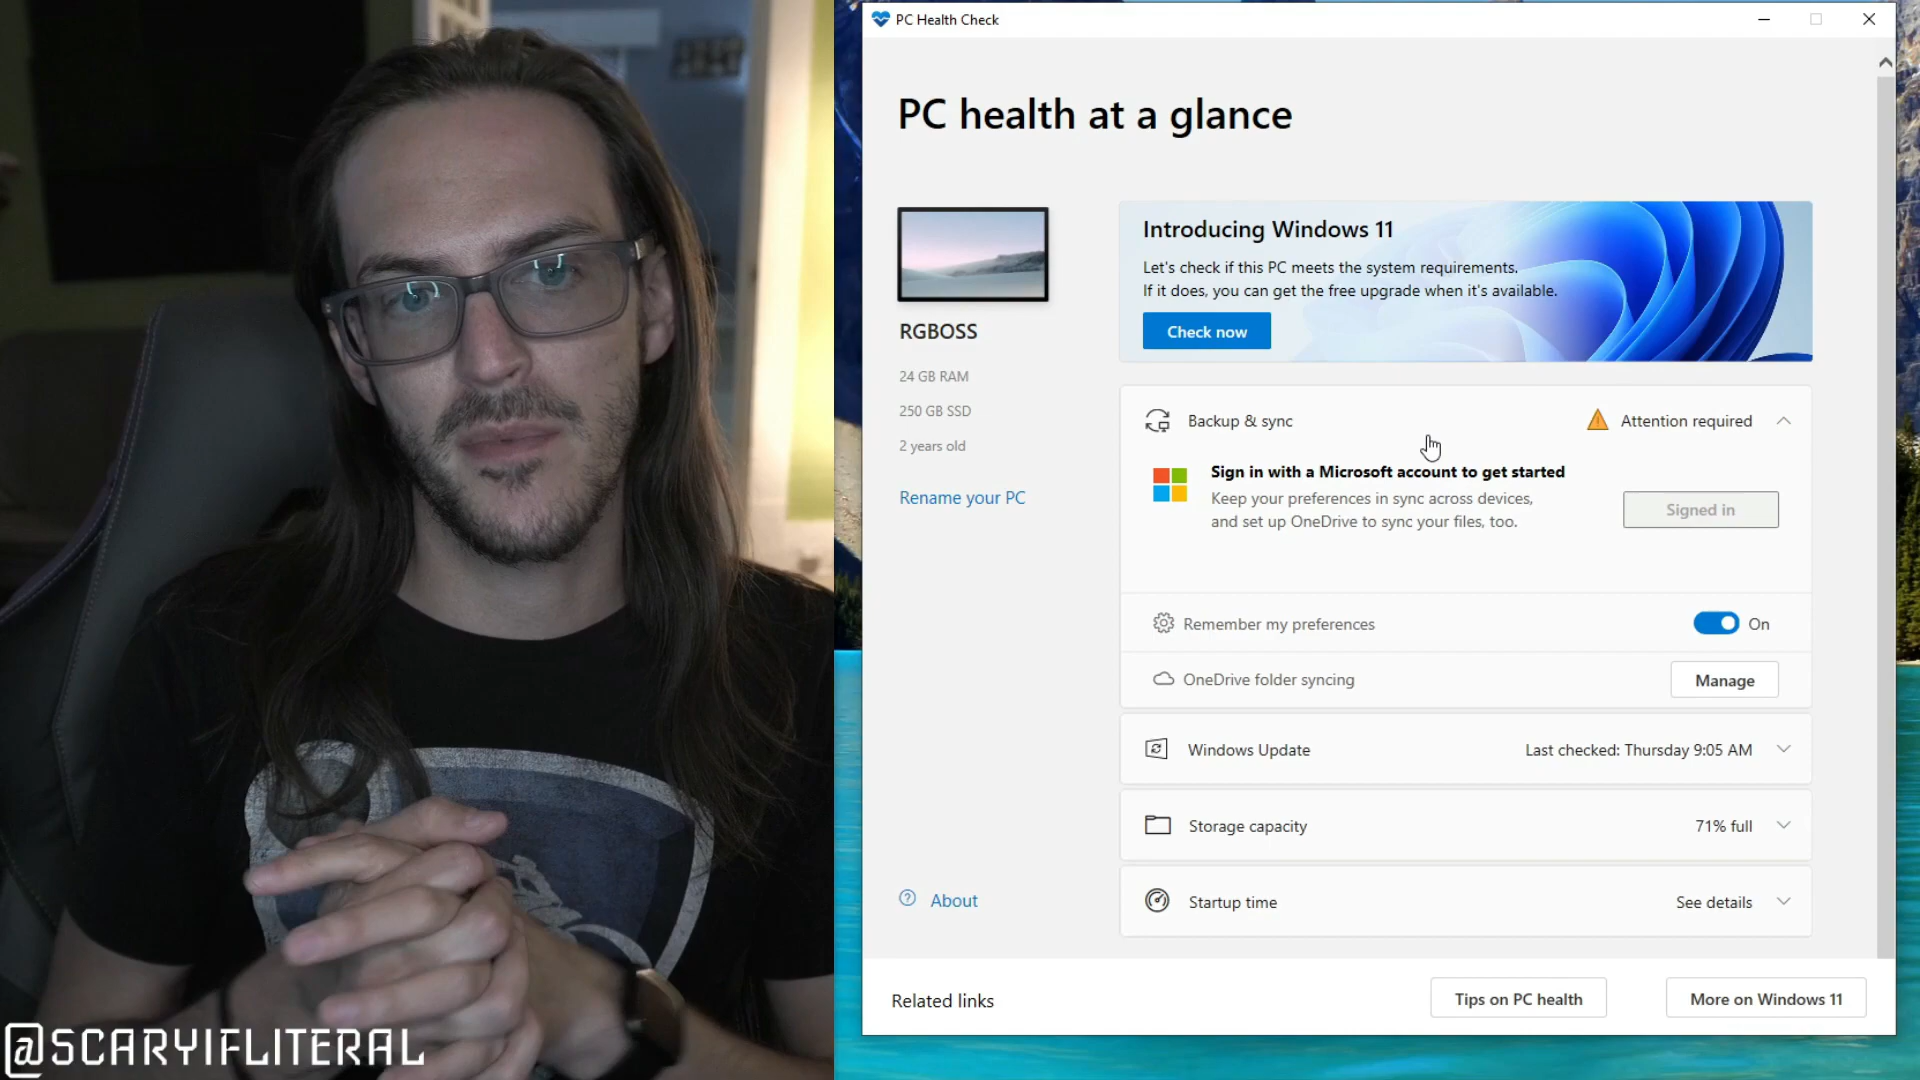 PC Health Check
PC health at a glance
RGBOSS
24 GB RAM
250 GB SSD
2 years old
Rename your PC
About
Introducing Windows 11
Let's check if this PC meets the system requirements.
If it does, you can get the free upgrade when it's available.
Check now
Backup & sync
Attention required
Sign in with a Microsoft account to get started
Keep your preferences in sync across devices,
and set up OneDrive to sync your files, too.
Signed in
Remember my preferences
On
OneDrive folder syncing
Manage
Windows Update
Last checked: Thursday 9:05 AM
Storage capacity
71% full
Startup time
See details
Related links
Tips on PC health
More on Windows 11
@SCARYIFLITERAL